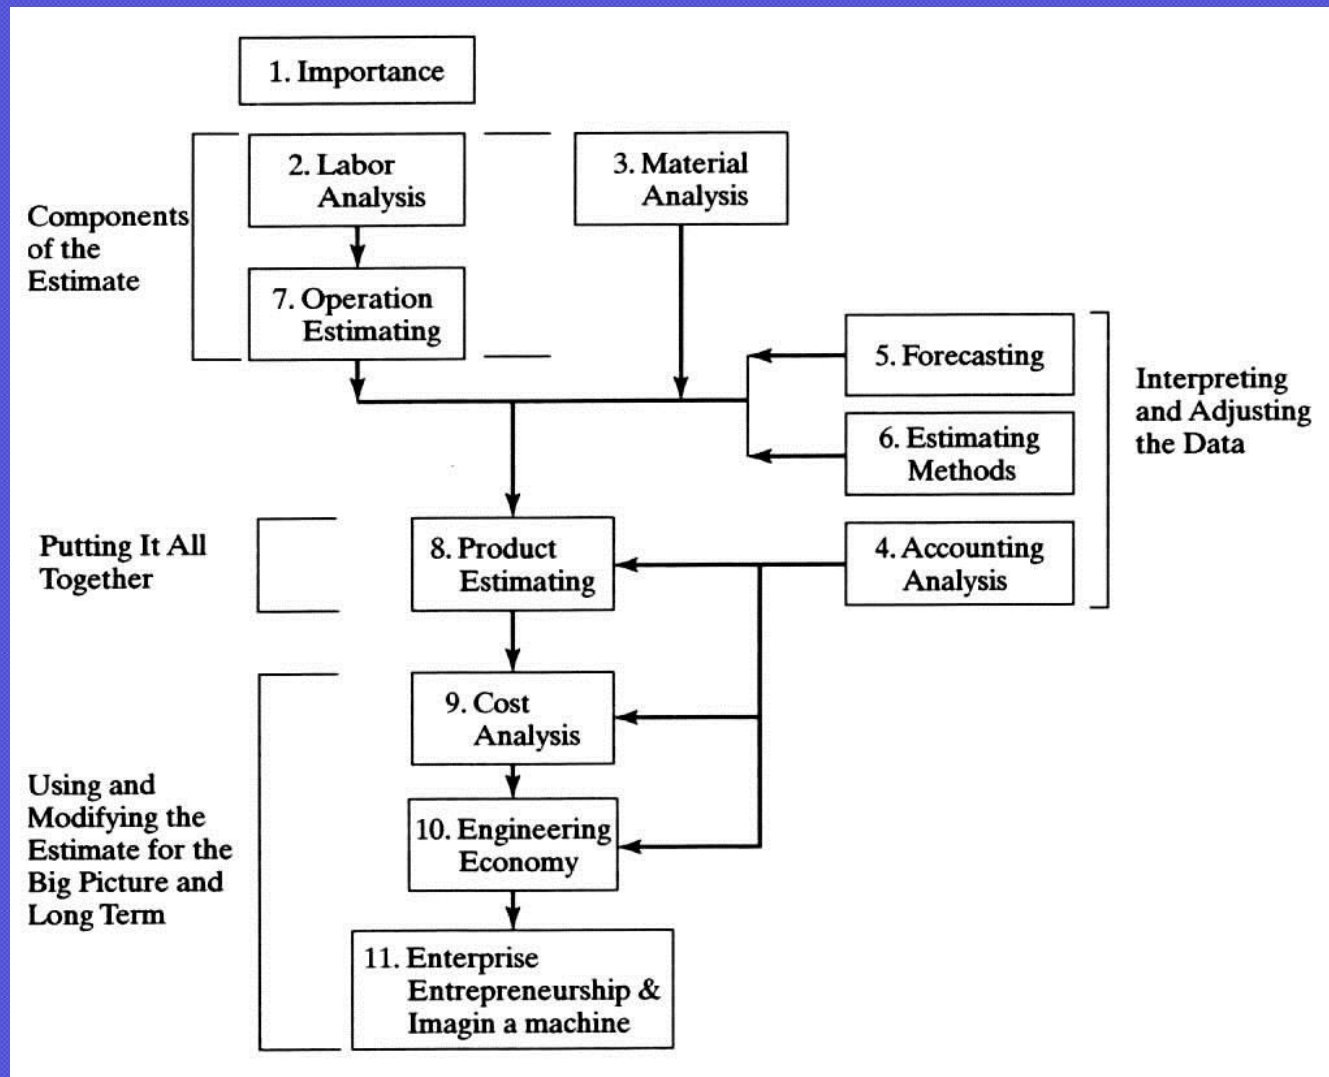 1. Importance
Components
of the
Estimate
2. Labor
Analysis
3. Material
Analysis
7. Operation
Estimating
5. Forecasting
6. Estimating
Methods
4. Accounting
Analysis
Interpreting
and Adjusting
the Data
Putting It All
Together
8. Product
Estimating
Using and
Modifying the
Estimate for the
Big Picture and
Long Term
9. Cost
Analysis
10. Engineering
Economy
11. Enterprise
Entrepreneurship &
Imagin a machine